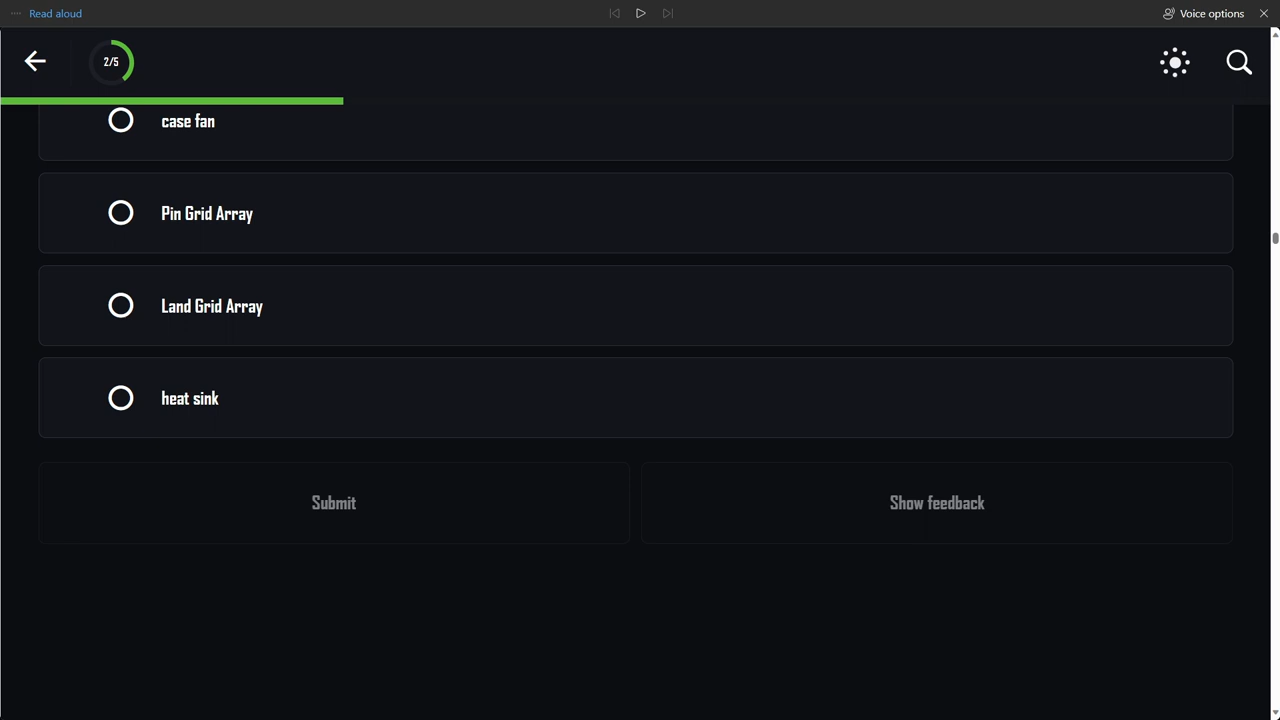 Read aloud
Voice options
2/5
case fan
Pin Grid Array
Land Grid Array
heat sink
Submit
Show feedback